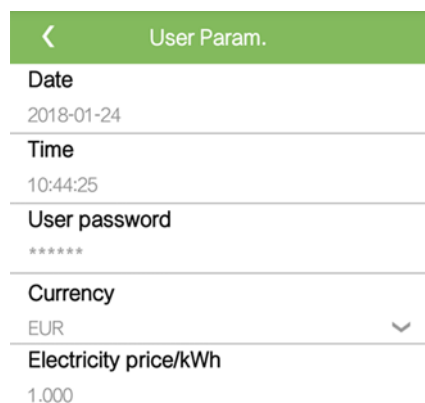 User Param.
Date
2018-01-24
Time
10:44:25
User password
******
Currency
EUR
Electricity price/kWh
1.000